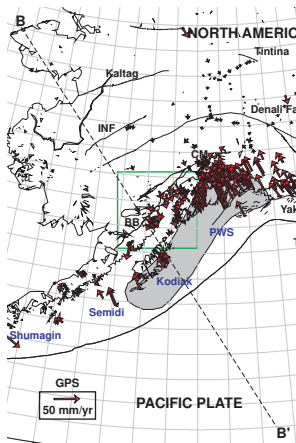 B
NORTH AMERIC
Tintina
Kaltag
Denali Fa
INF
CM
BB
Yak
PWS
Kodiak
Semidi
Shumagin
GPS
50 mm/yr
PACIFIC PLATE
B'